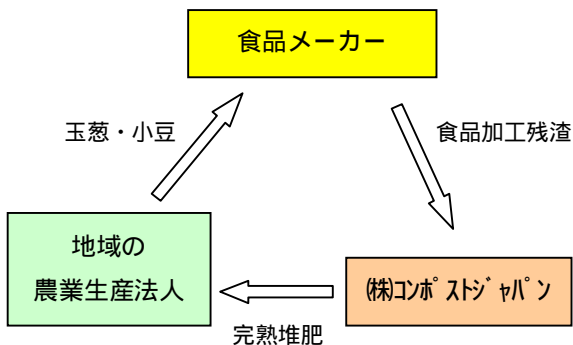 食品メーカー
玉葱・小豆
食品加工残渣
地域の
農業生産法人
㈱コンポストジャパン
完熟堆肥